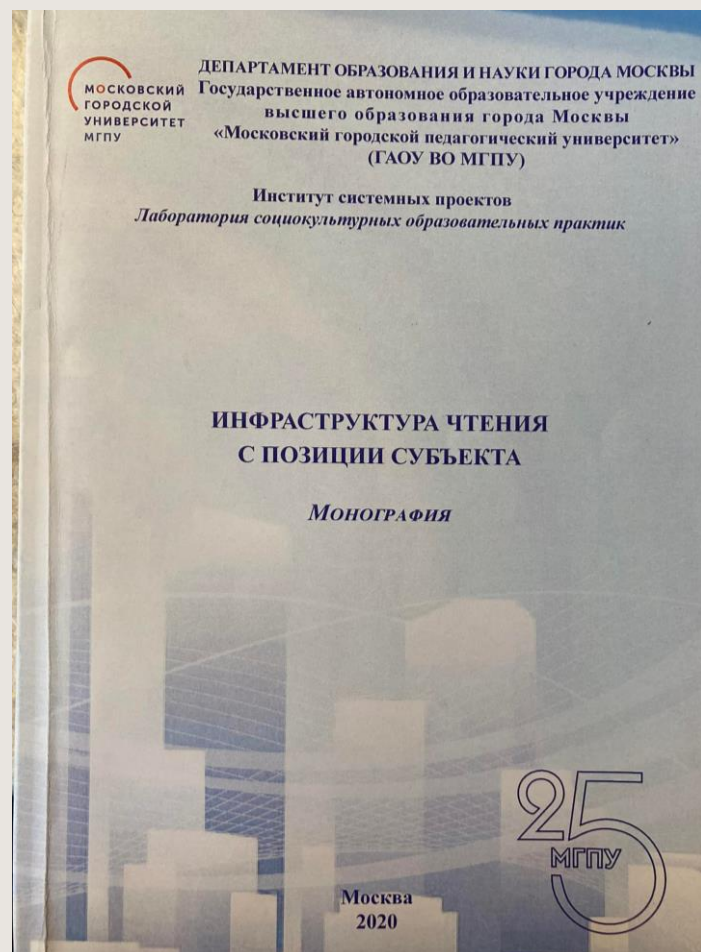 МОСКОВСКИЙ
ГОРОДСКОЙ
УНИВЕРСИТЕТ
МГПУ
ДЕПАРТАМЕНТ ОБРАЗОВАНИЯ И НАУКИ ГОРОДА МОСКВЫ
Государственное автономное образовательное учреждение
высшего образования города Москвы
«Московский городской педагогический университет»
(ГАОУ ВО МГПУ)
Институт системных проектов
Лаборатория социокультурных образовательных практик
ИНФРАСТРУКТУРА ЧТЕНИЯ
С ПОЗИЦИИ СУБЪЕКТА
МОНОГРАФИЯ
25
МГПУ
Москва
2020